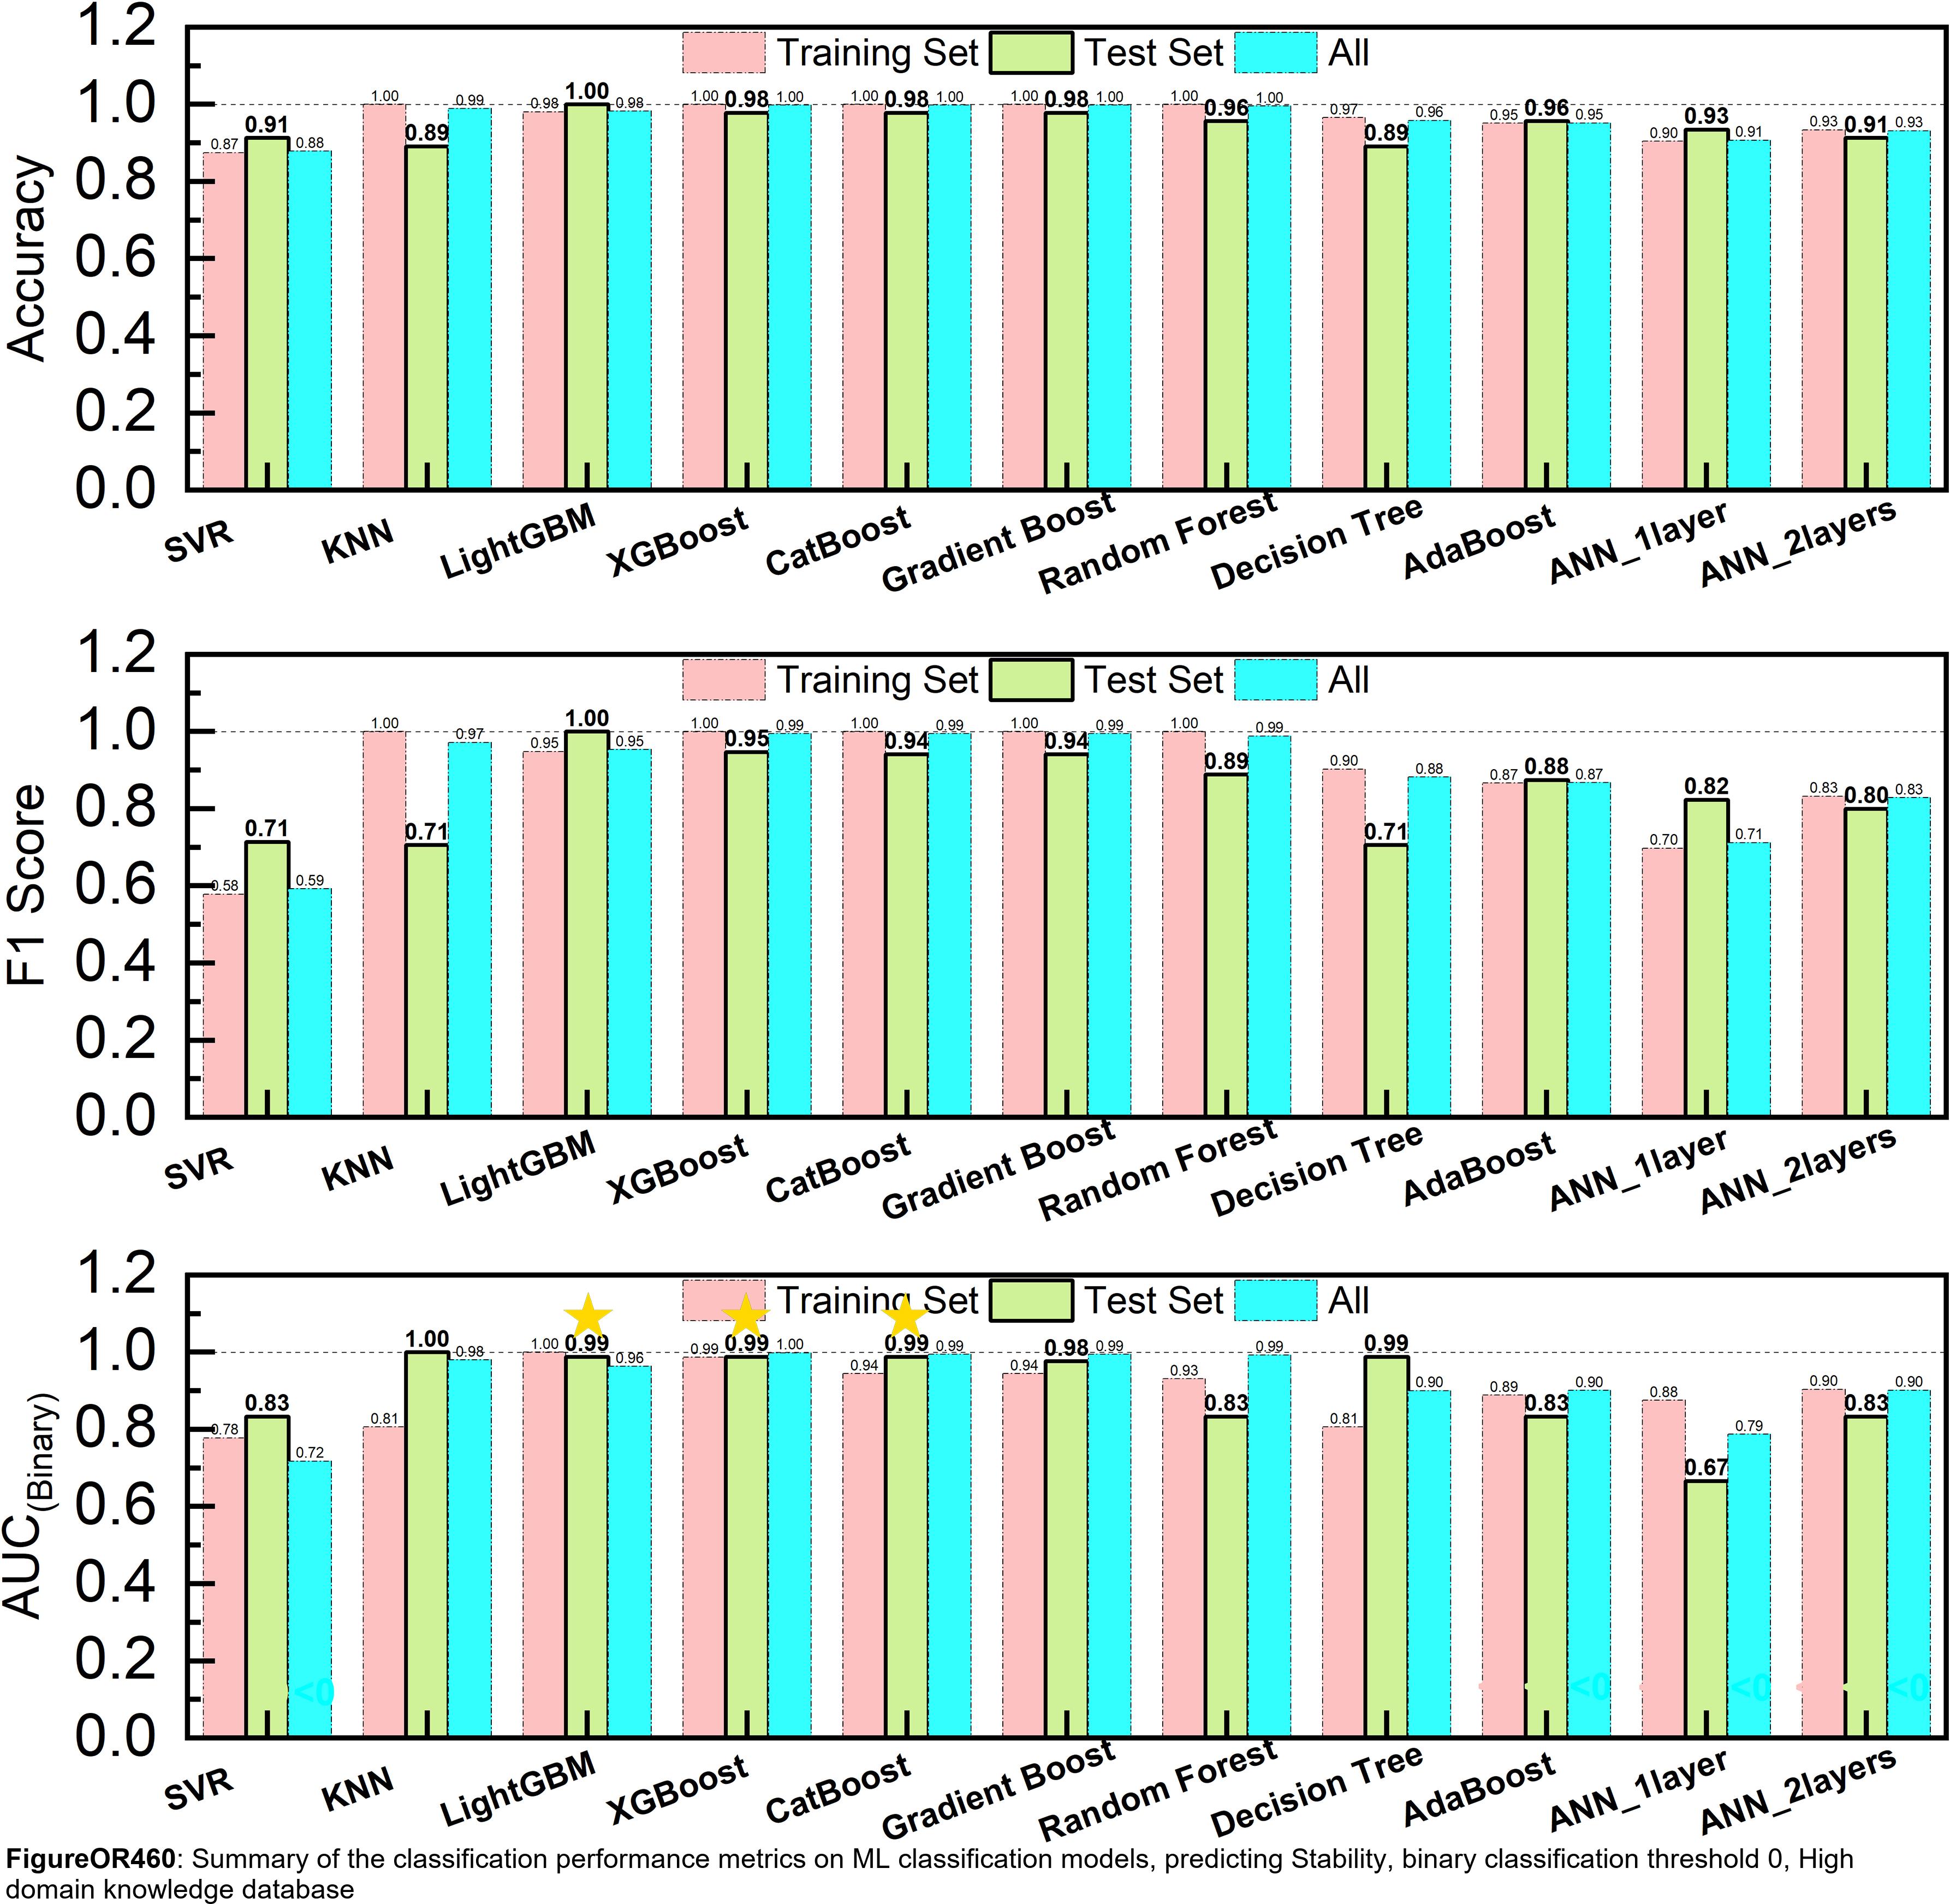 1.2
Training Set Test Set All
1.0
0.8
0.6
0.4
0.2
0.0
Accuracy
0.87 0.91 0.88
1.00 0.89 0.99
0.98 1.00 0.98
1.00 0.98 1.00
1.00 0.98 1.00
1.00 0.98 1.00
1.00 0.96 1.00
0.97 0.89 0.96
0.95 0.96 0.95
0.90 0.93 0.91
0.93 0.91 0.93
SVR KNN LightGBM XGBoost CatBoost Gradient Boost Random Forest Decision Tree AdaBoost ANN_1layer ANN_2layers
1.2
Training Set Test Set All
1.0
0.8
0.6
0.4
0.2
0.0
F1 Score
0.58 0.71 0.59
1.00 0.71 0.97
0.95 1.00 0.95
1.00 0.95 0.99
1.00 0.94 0.99
1.00 0.94 0.99
1.00 0.89 0.99
0.90 0.71 0.88
0.87 0.88 0.87
0.70 0.82 0.71
0.83 0.80 0.83
SVR KNN LightGBM XGBoost CatBoost Gradient Boost Random Forest Decision Tree AdaBoost ANN_1layer ANN_2layers
1.2
Training Set Test Set All
1.0
0.8
0.6
0.4
0.2
0.0
AUC(Binary)
0.78 0.83 0.72
0.81 1.00 0.98
1.00 0.99 0.96
0.99 0.99 1.00
0.94 0.99 0.99
0.94 0.98 0.99
0.93 0.83 0.99
0.81 0.99 0.90
0.89 0.83 0.90
0.88 0.67 0.79
0.90 0.83 0.90
<0 <0 <0 <0
SVR KNN LightGBM XGBoost CatBoost Gradient Boost Random Forest Decision Tree AdaBoost ANN_1layer ANN_2layers
FigureOR460: Summary of the classification performance metrics on ML classification models, predicting Stability, binary classification threshold 0, High
domain knowledge database